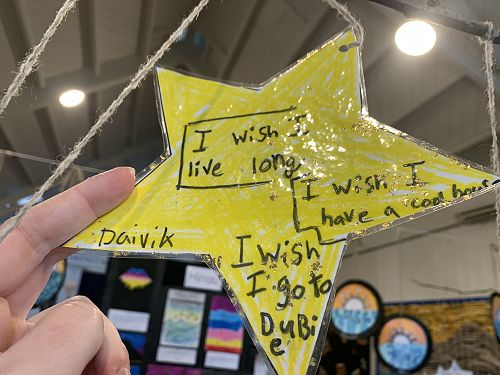 I wish I
live long.
I wish I
have a cool house
Daivik
I wish
I go to
DuBi
e